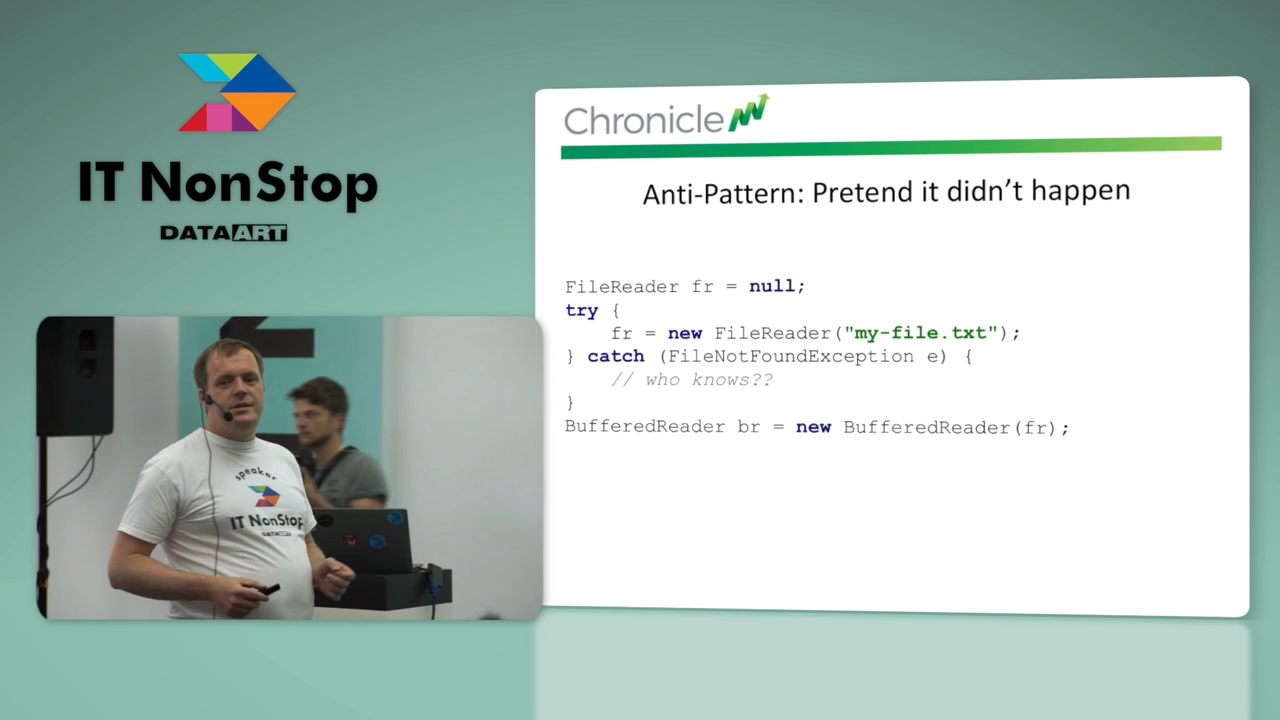 IT NonStop
DATAART
Chronicle
Anti-Pattern: Pretend it didn't happen
FileReader fr = null;
try {
    fr = new FileReader("my-file.txt");
} catch (FileNotFoundException e) {
    // who knows??
}
BufferedReader br = new BufferedReader(fr);
speaker
IT NonStop
DATAART